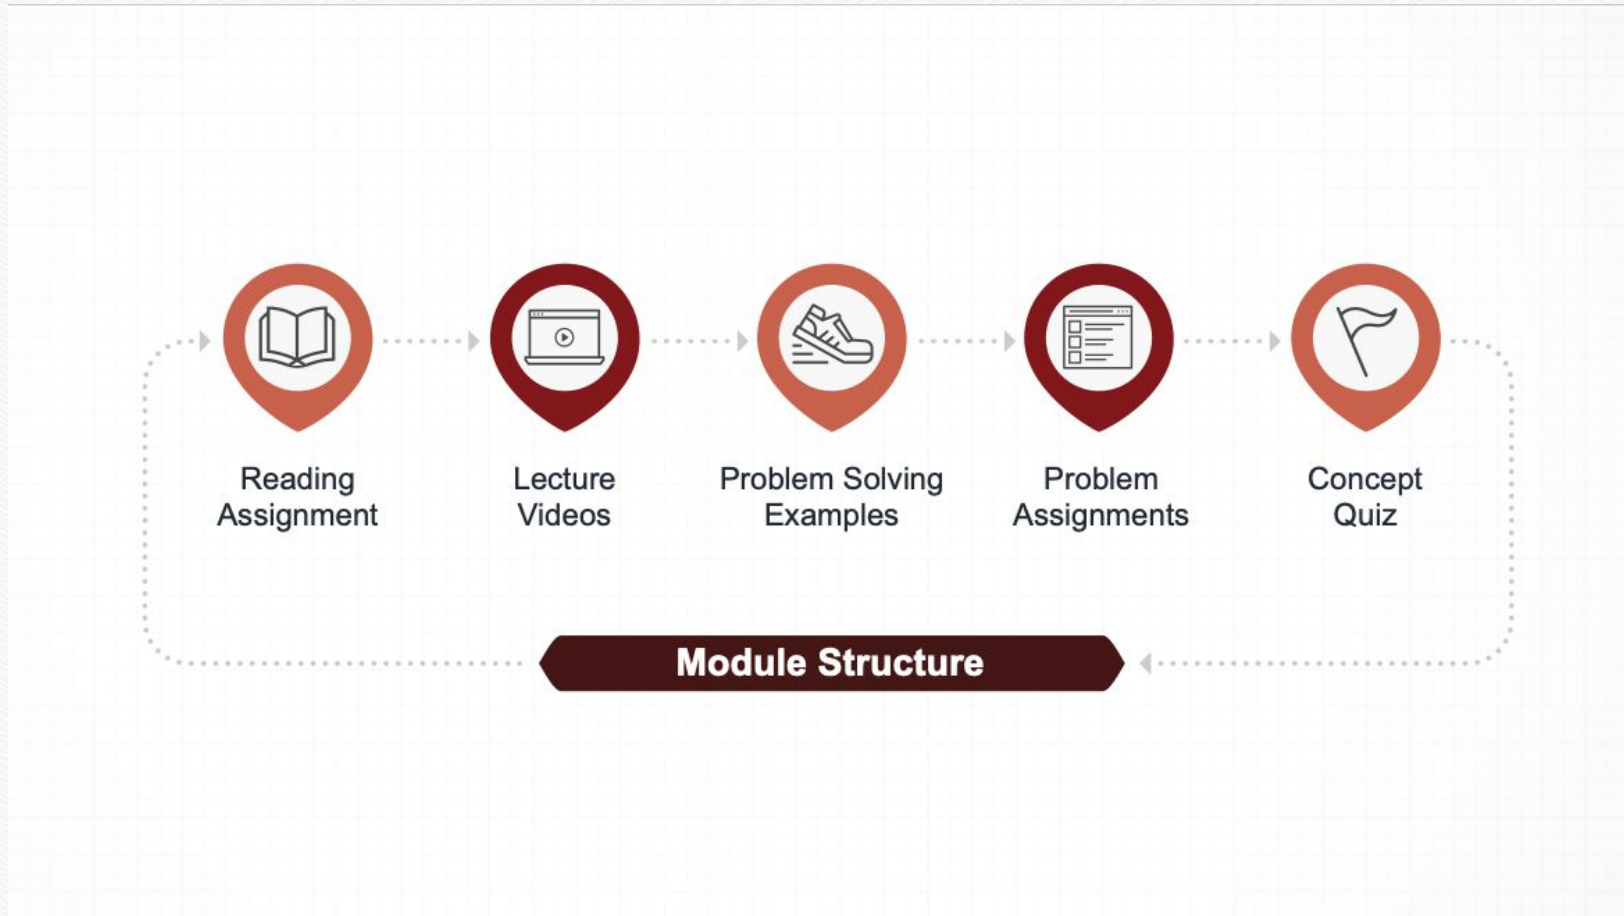 Reading
Assignment
Lecture
Videos
Problem Solving
Examples
Problem
Assignments
Concept
Quiz
Module Structure